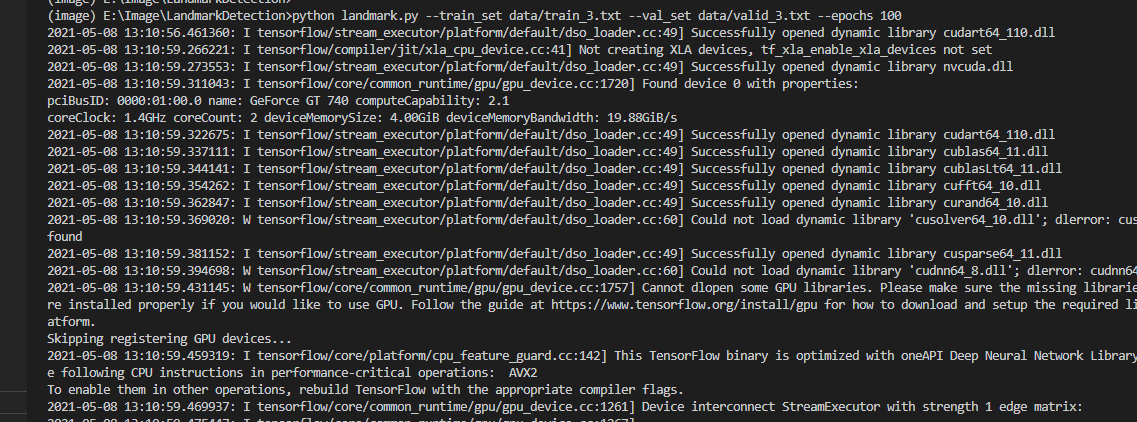 (image) E:\Image\LandmarkDetection>
(image) E:\Image\LandmarkDetection>python landmark.py --train_set data/train_3.txt --val_set data/valid_3.txt --epochs 100
2021-05-08 13:10:56.461360: I tensorflow/stream_executor/platform/default/dso_loader.cc:49] Successfully opened dynamic library cudart64_110.dll
2021-05-08 13:10:59.266221: I tensorflow/compiler/jit/xla_cpu_device.cc:41] Not creating XLA devices, tf_xla_enable_xla_devices not set
2021-05-08 13:10:59.273553: I tensorflow/stream_executor/platform/default/dso_loader.cc:49] Successfully opened dynamic library nvcuda.dll
2021-05-08 13:10:59.311043: I tensorflow/core/common_runtime/gpu/gpu_device.cc:1720] Found device 0 with properties:
pciBusID: 0000:01:00.0 name: GeForce GT 740 computeCapability: 2.1
coreClock: 1.4GHz coreCount: 2 deviceMemorySize: 4.00GiB deviceMemoryBandwidth: 19.88GiB/s
2021-05-08 13:10:59.322675: I tensorflow/stream_executor/platform/default/dso_loader.cc:49] Successfully opened dynamic library cudart64_110.dll
2021-05-08 13:10:59.337111: I tensorflow/stream_executor/platform/default/dso_loader.cc:49] Successfully opened dynamic library cublas64_11.dll
2021-05-08 13:10:59.344141: I tensorflow/stream_executor/platform/default/dso_loader.cc:49] Successfully opened dynamic library cublasLt64_11.dll
2021-05-08 13:10:59.354262: I tensorflow/stream_executor/platform/default/dso_loader.cc:49] Successfully opened dynamic library cufft64_10.dll
2021-05-08 13:10:59.362847: I tensorflow/stream_executor/platform/default/dso_loader.cc:49] Successfully opened dynamic library curand64_10.dll
2021-05-08 13:10:59.369020: W tensorflow/stream_executor/platform/default/dso_loader.cc:60] Could not load dynamic library 'cusolver64_10.dll'; dlerror: cus
found
2021-05-08 13:10:59.381152: I tensorflow/stream_executor/platform/default/dso_loader.cc:49] Successfully opened dynamic library cusparse64_11.dll
2021-05-08 13:10:59.394698: W tensorflow/stream_executor/platform/default/dso_loader.cc:60] Could not load dynamic library 'cudnn64_8.dll'; dlerror: cudnn64
2021-05-08 13:10:59.431145: W tensorflow/core/common_runtime/gpu/gpu_device.cc:1757] Cannot dlopen some GPU libraries. Please make sure the missing librarie
re installed properly if you would like to use GPU. Follow the guide at https://www.tensorflow.org/install/gpu for how to download and setup the required li
atform.
Skipping registering GPU devices...
2021-05-08 13:10:59.459319: I tensorflow/core/platform/cpu_feature_guard.cc:142] This TensorFlow binary is optimized with oneAPI Deep Neural Network Library
e following CPU instructions in performance-critical operations:  AVX2
To enable them in other operations, rebuild TensorFlow with the appropriate compiler flags.
2021-05-08 13:10:59.469937: I tensorflow/core/common_runtime/gpu/gpu_device.cc:1261] Device interconnect StreamExecutor with strength 1 edge matrix: